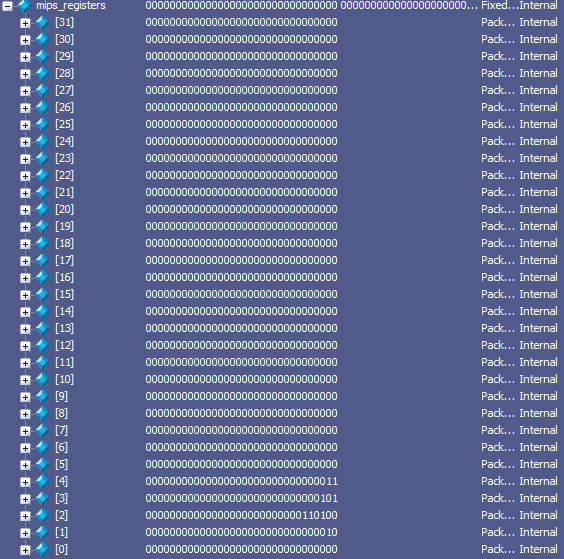 mips_registers 00000000000000000000000000000000 000000000000000000000... Fixed... Internal
[31] 00000000000000000000000000000000 Pack... Internal
[30] 00000000000000000000000000000000 Pack... Internal
[29] 00000000000000000000000000000000 Pack... Internal
[28] 00000000000000000000000000000000 Pack... Internal
[27] 00000000000000000000000000000000 Pack... Internal
[26] 00000000000000000000000000000000 Pack... Internal
[25] 00000000000000000000000000000000 Pack... Internal
[24] 00000000000000000000000000000000 Pack... Internal
[23] 00000000000000000000000000000000 Pack... Internal
[22] 00000000000000000000000000000000 Pack... Internal
[21] 00000000000000000000000000000000 Pack... Internal
[20] 00000000000000000000000000000000 Pack... Internal
[19] 00000000000000000000000000000000 Pack... Internal
[18] 00000000000000000000000000000000 Pack... Internal
[17] 00000000000000000000000000000000 Pack... Internal
[16] 00000000000000000000000000000000 Pack... Internal
[15] 00000000000000000000000000000000 Pack... Internal
[14] 00000000000000000000000000000000 Pack... Internal
[13] 00000000000000000000000000000000 Pack... Internal
[12] 00000000000000000000000000000000 Pack... Internal
[11] 00000000000000000000000000000000 Pack... Internal
[10] 00000000000000000000000000000000 Pack... Internal
[9] 00000000000000000000000000000000 Pack... Internal
[8] 00000000000000000000000000000000 Pack... Internal
[7] 00000000000000000000000000000000 Pack... Internal
[6] 00000000000000000000000000000000 Pack... Internal
[5] 00000000000000000000000000000000 Pack... Internal
[4] 00000000000000000000000000000011 Pack... Internal
[3] 00000000000000000000000000000101 Pack... Internal
[2] 00000000000000000000000000110100 Pack... Internal
[1] 00000000000000000000000000000010 Pack... Internal
[0] 00000000000000000000000000000000 Pack... Internal